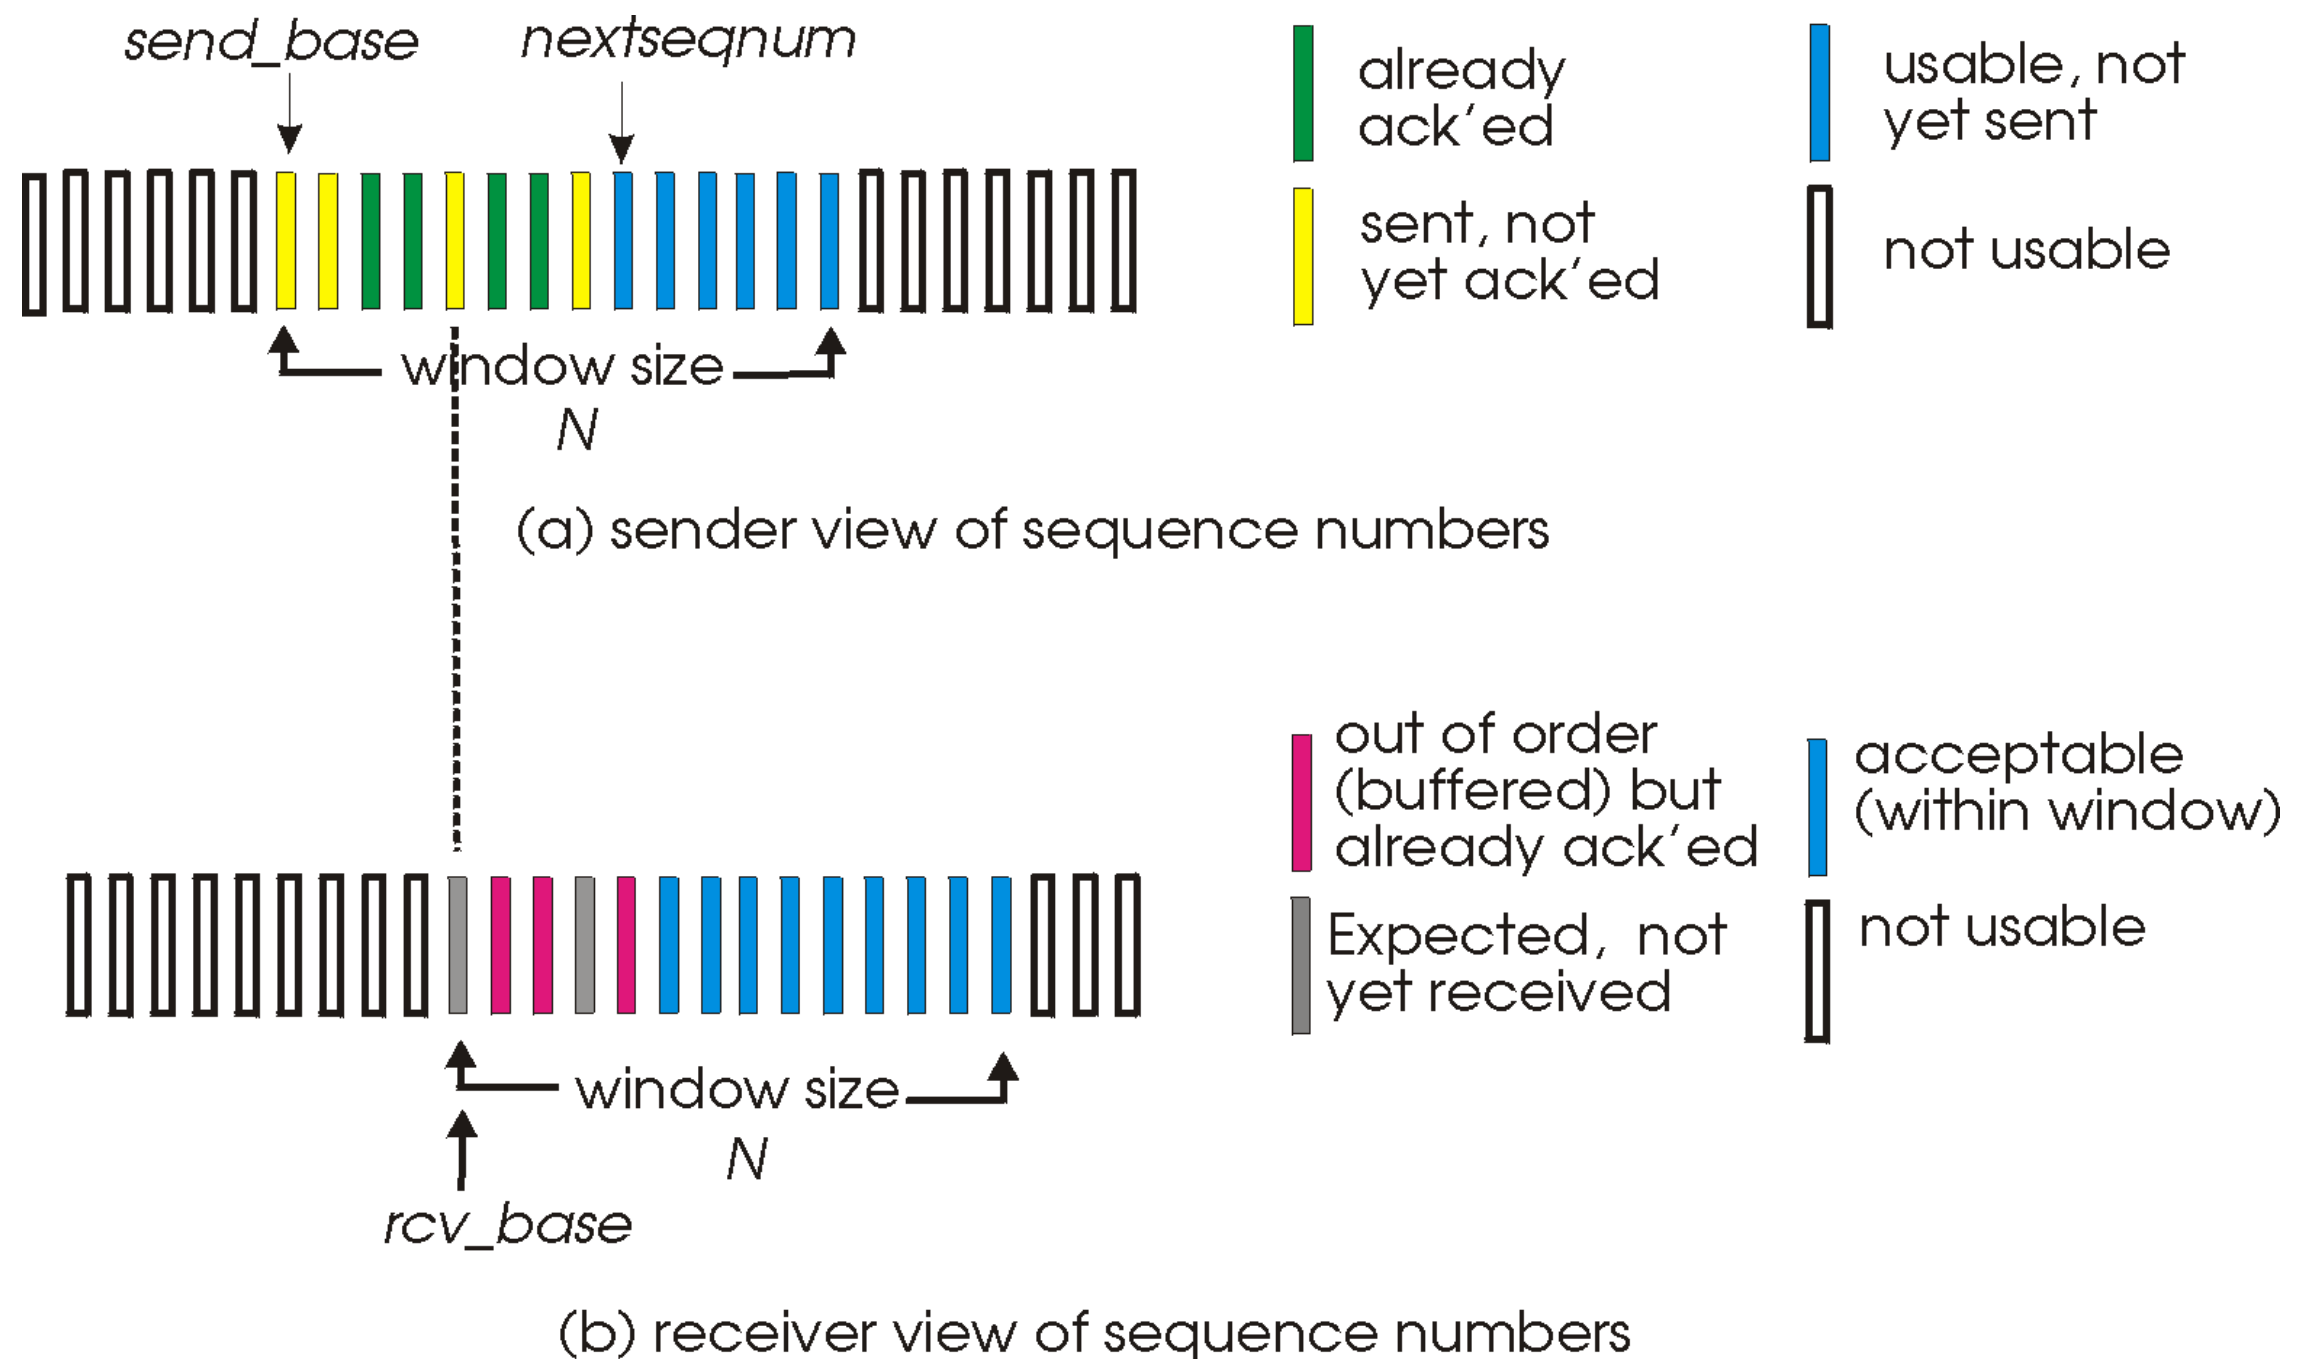 send_base
nextseqnum
already
ack'ed
usable, not
yet sent
sent, not
yet ack'ed
not usable
window size
N
(a) sender view of sequence numbers
out of order
(buffered) but
already ack'ed
acceptable
(within window)
Expected, not
yet received
not usable
window size
N
rcv_base
(b) receiver view of sequence numbers